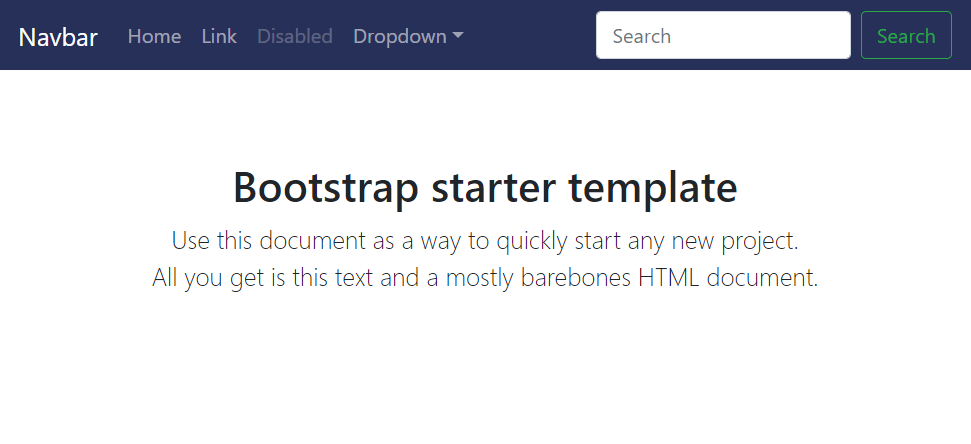 Navbar Home Link Disabled Dropdown Search Search
Bootstrap starter template
Use this document as a way to quickly start any new project.
All you get is this text and a mostly barebones HTML document.